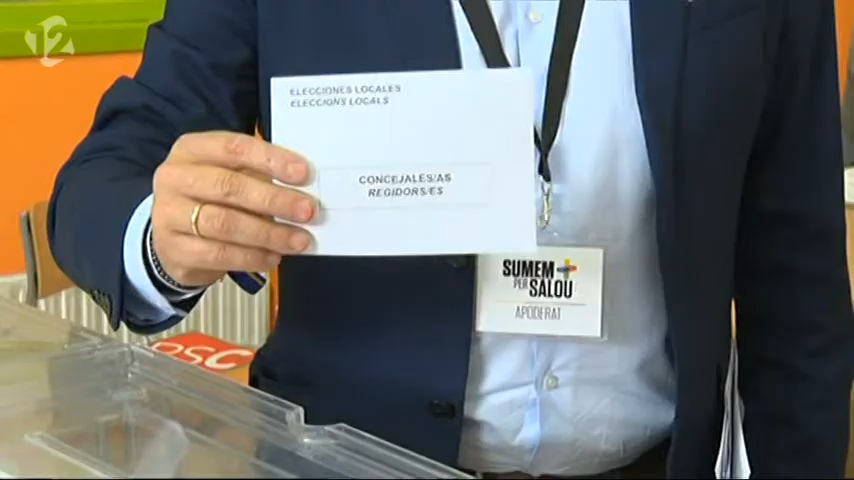 12
ELECCIONES LOCALES
ELECCIONS LOCALS
CONCEJALES/AS
REGIDORS/ES
SUMEM
PER
SALOU
APODERAT
PSC